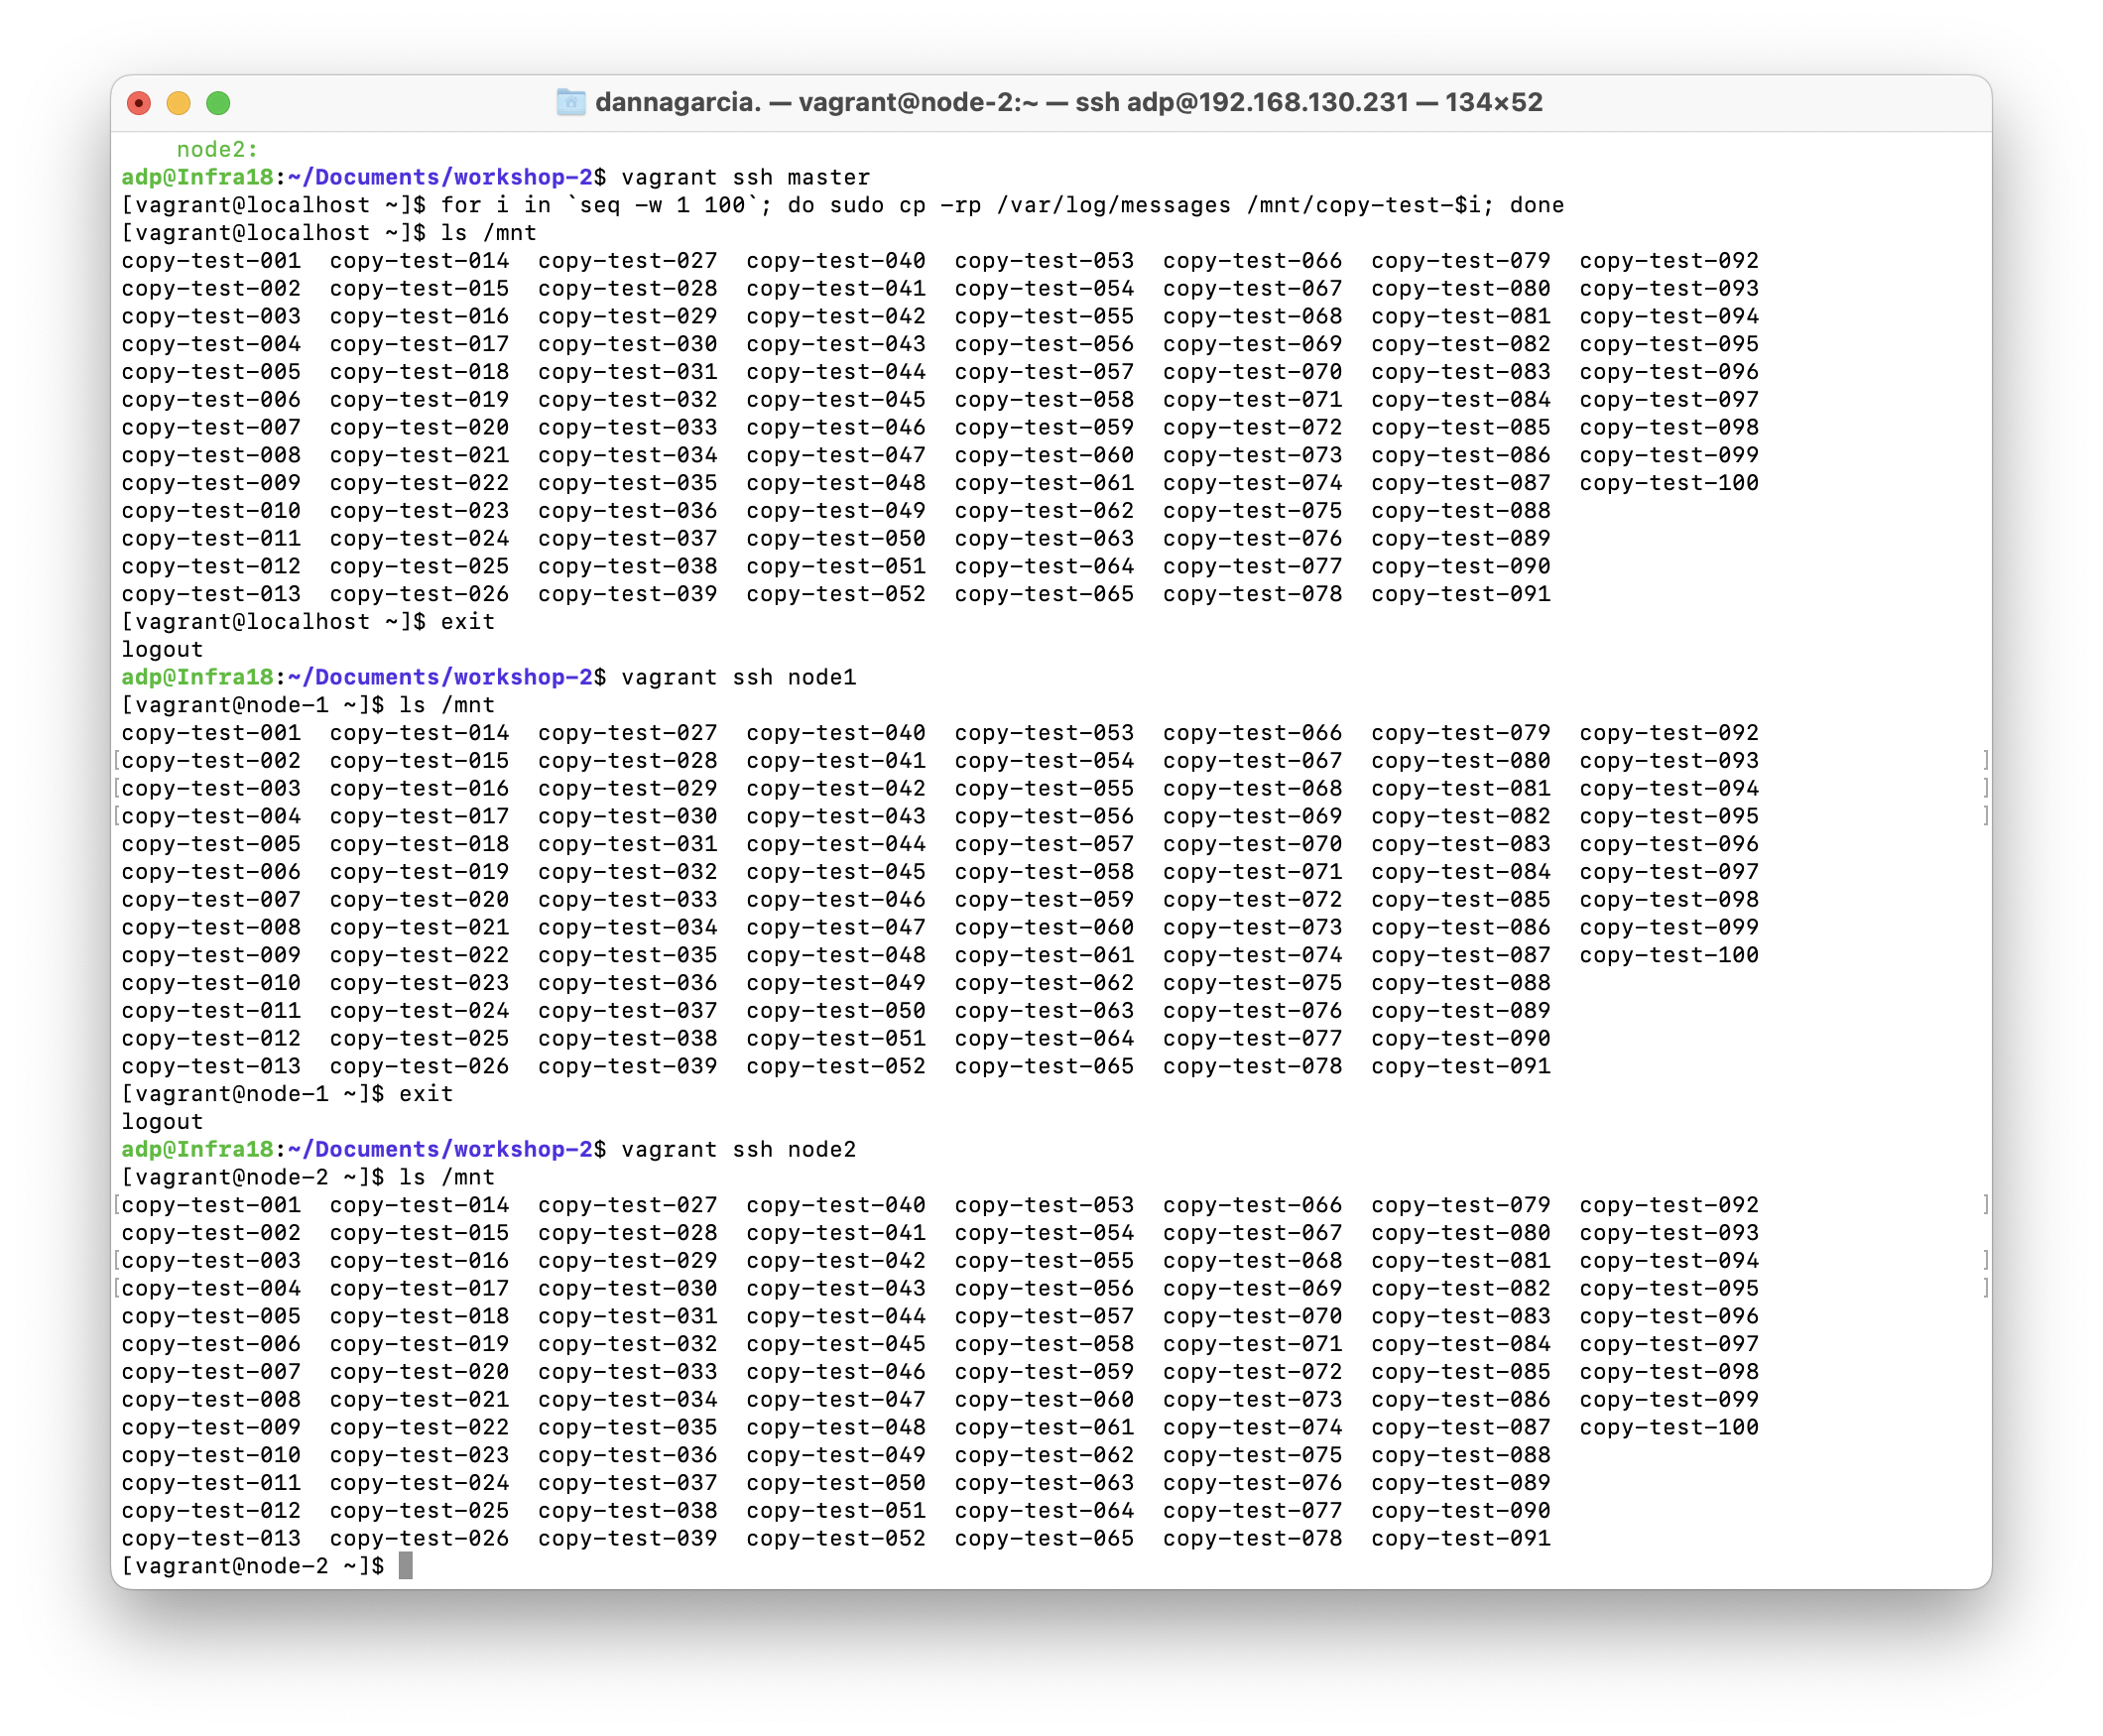 dannagarcia. — vagrant@node-2:~ — ssh adp@192.168.130.231 — 134×52
node2:
adp@Infra18:~/Documents/workshop-2$ vagrant ssh master
[vagrant@localhost ~]$ for i in `seq -w 1 100`; do sudo cp -rp /var/log/messages /mnt/copy-test-$i; done
[vagrant@localhost ~]$ ls /mnt
copy-test-001  copy-test-014  copy-test-027  copy-test-040  copy-test-053  copy-test-066  copy-test-079  copy-test-092
copy-test-002  copy-test-015  copy-test-028  copy-test-041  copy-test-054  copy-test-067  copy-test-080  copy-test-093
copy-test-003  copy-test-016  copy-test-029  copy-test-042  copy-test-055  copy-test-068  copy-test-081  copy-test-094
copy-test-004  copy-test-017  copy-test-030  copy-test-043  copy-test-056  copy-test-069  copy-test-082  copy-test-095
copy-test-005  copy-test-018  copy-test-031  copy-test-044  copy-test-057  copy-test-070  copy-test-083  copy-test-096
copy-test-006  copy-test-019  copy-test-032  copy-test-045  copy-test-058  copy-test-071  copy-test-084  copy-test-097
copy-test-007  copy-test-020  copy-test-033  copy-test-046  copy-test-059  copy-test-072  copy-test-085  copy-test-098
copy-test-008  copy-test-021  copy-test-034  copy-test-047  copy-test-060  copy-test-073  copy-test-086  copy-test-099
copy-test-009  copy-test-022  copy-test-035  copy-test-048  copy-test-061  copy-test-074  copy-test-087  copy-test-100
copy-test-010  copy-test-023  copy-test-036  copy-test-049  copy-test-062  copy-test-075  copy-test-088
copy-test-011  copy-test-024  copy-test-037  copy-test-050  copy-test-063  copy-test-076  copy-test-089
copy-test-012  copy-test-025  copy-test-038  copy-test-051  copy-test-064  copy-test-077  copy-test-090
copy-test-013  copy-test-026  copy-test-039  copy-test-052  copy-test-065  copy-test-078  copy-test-091
[vagrant@localhost ~]$ exit
logout
adp@Infra18:~/Documents/workshop-2$ vagrant ssh node1
[vagrant@node-1 ~]$ ls /mnt
copy-test-001  copy-test-014  copy-test-027  copy-test-040  copy-test-053  copy-test-066  copy-test-079  copy-test-092
[copy-test-002  copy-test-015  copy-test-028  copy-test-041  copy-test-054  copy-test-067  copy-test-080  copy-test-093 ]
[copy-test-003  copy-test-016  copy-test-029  copy-test-042  copy-test-055  copy-test-068  copy-test-081  copy-test-094 ]
[copy-test-004  copy-test-017  copy-test-030  copy-test-043  copy-test-056  copy-test-069  copy-test-082  copy-test-095 ]
copy-test-005  copy-test-018  copy-test-031  copy-test-044  copy-test-057  copy-test-070  copy-test-083  copy-test-096
copy-test-006  copy-test-019  copy-test-032  copy-test-045  copy-test-058  copy-test-071  copy-test-084  copy-test-097
copy-test-007  copy-test-020  copy-test-033  copy-test-046  copy-test-059  copy-test-072  copy-test-085  copy-test-098
copy-test-008  copy-test-021  copy-test-034  copy-test-047  copy-test-060  copy-test-073  copy-test-086  copy-test-099
copy-test-009  copy-test-022  copy-test-035  copy-test-048  copy-test-061  copy-test-074  copy-test-087  copy-test-100
copy-test-010  copy-test-023  copy-test-036  copy-test-049  copy-test-062  copy-test-075  copy-test-088
copy-test-011  copy-test-024  copy-test-037  copy-test-050  copy-test-063  copy-test-076  copy-test-089
copy-test-012  copy-test-025  copy-test-038  copy-test-051  copy-test-064  copy-test-077  copy-test-090
copy-test-013  copy-test-026  copy-test-039  copy-test-052  copy-test-065  copy-test-078  copy-test-091
[vagrant@node-1 ~]$ exit
logout
adp@Infra18:~/Documents/workshop-2$ vagrant ssh node2
[vagrant@node-2 ~]$ ls /mnt
[copy-test-001  copy-test-014  copy-test-027  copy-test-040  copy-test-053  copy-test-066  copy-test-079  copy-test-092 ]
copy-test-002  copy-test-015  copy-test-028  copy-test-041  copy-test-054  copy-test-067  copy-test-080  copy-test-093
[copy-test-003  copy-test-016  copy-test-029  copy-test-042  copy-test-055  copy-test-068  copy-test-081  copy-test-094 ]
[copy-test-004  copy-test-017  copy-test-030  copy-test-043  copy-test-056  copy-test-069  copy-test-082  copy-test-095 ]
copy-test-005  copy-test-018  copy-test-031  copy-test-044  copy-test-057  copy-test-070  copy-test-083  copy-test-096
copy-test-006  copy-test-019  copy-test-032  copy-test-045  copy-test-058  copy-test-071  copy-test-084  copy-test-097
copy-test-007  copy-test-020  copy-test-033  copy-test-046  copy-test-059  copy-test-072  copy-test-085  copy-test-098
copy-test-008  copy-test-021  copy-test-034  copy-test-047  copy-test-060  copy-test-073  copy-test-086  copy-test-099
copy-test-009  copy-test-022  copy-test-035  copy-test-048  copy-test-061  copy-test-074  copy-test-087  copy-test-100
copy-test-010  copy-test-023  copy-test-036  copy-test-049  copy-test-062  copy-test-075  copy-test-088
copy-test-011  copy-test-024  copy-test-037  copy-test-050  copy-test-063  copy-test-076  copy-test-089
copy-test-012  copy-test-025  copy-test-038  copy-test-051  copy-test-064  copy-test-077  copy-test-090
copy-test-013  copy-test-026  copy-test-039  copy-test-052  copy-test-065  copy-test-078  copy-test-091
[vagrant@node-2 ~]$